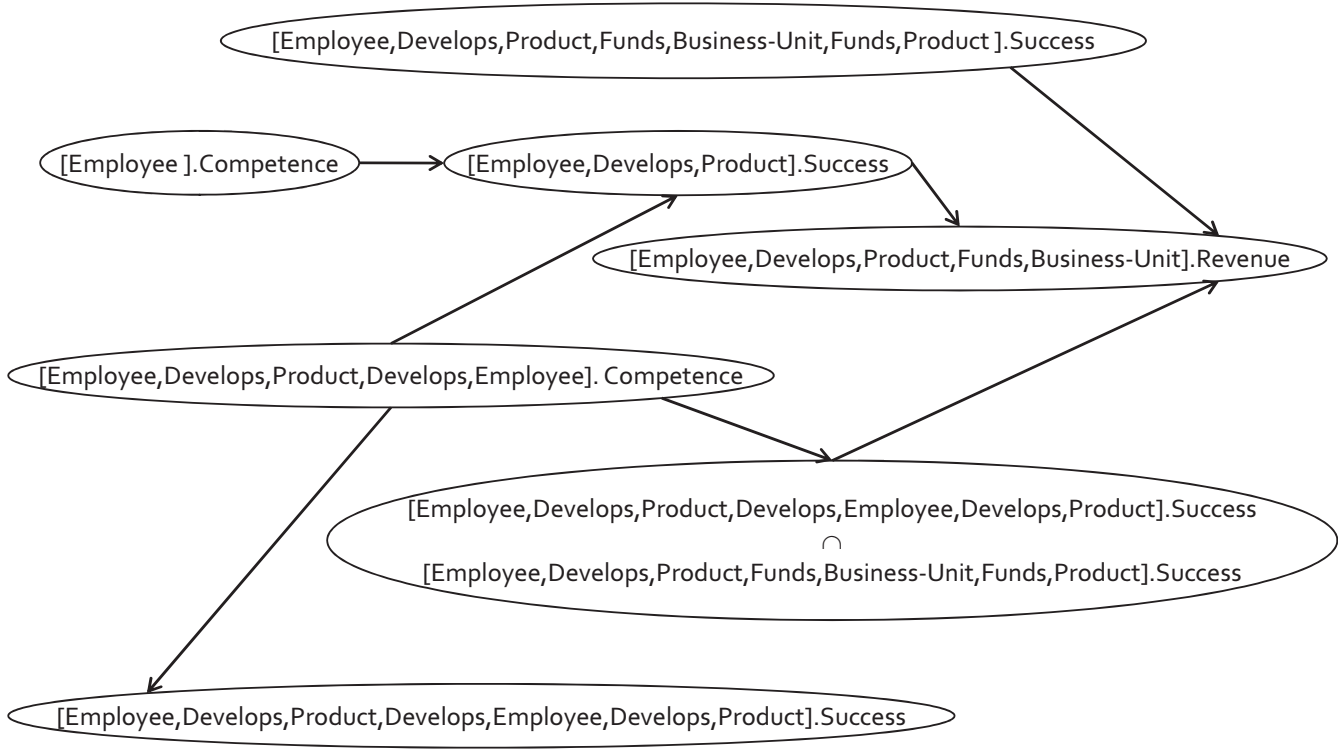 [Employee,Develops,Product,Funds,Business-Unit,Funds,Product ].Success
[Employee ].Competence
[Employee,Develops,Product].Success
[Employee,Develops,Product,Funds,Business-Unit].Revenue
[Employee,Develops,Product,Develops,Employee]. Competence
[Employee,Develops,Product,Develops,Employee,Develops,Product].Success
∩
[Employee,Develops,Product,Funds,Business-Unit,Funds,Product].Success
[Employee,Develops,Product,Develops,Employee,Develops,Product].Success